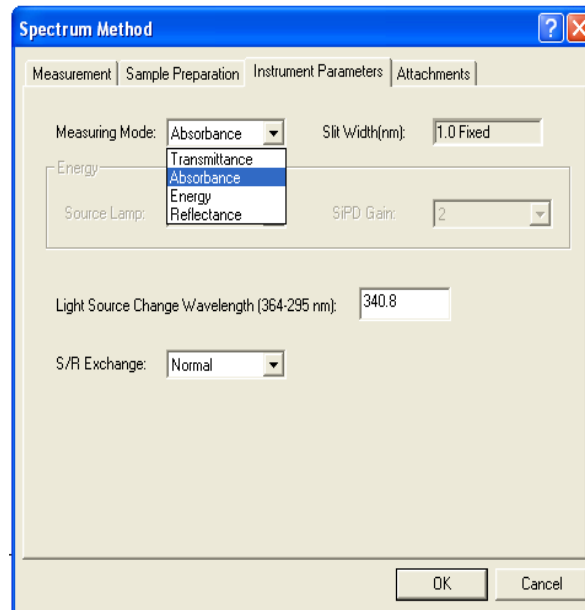 Spectrum Method
Measurement Sample Preparation Instrument Parameters Attachments
Measuring Mode: Absorbance Slit Width(nm): 1.0 Fixed
Transmittance
Absorbance
Energy
Reflectance
Energy
Source Lamp: SiPD Gain: 2
Light Source Change Wavelength (364-295 nm): 340.8
S/R Exchange: Normal
OK Cancel